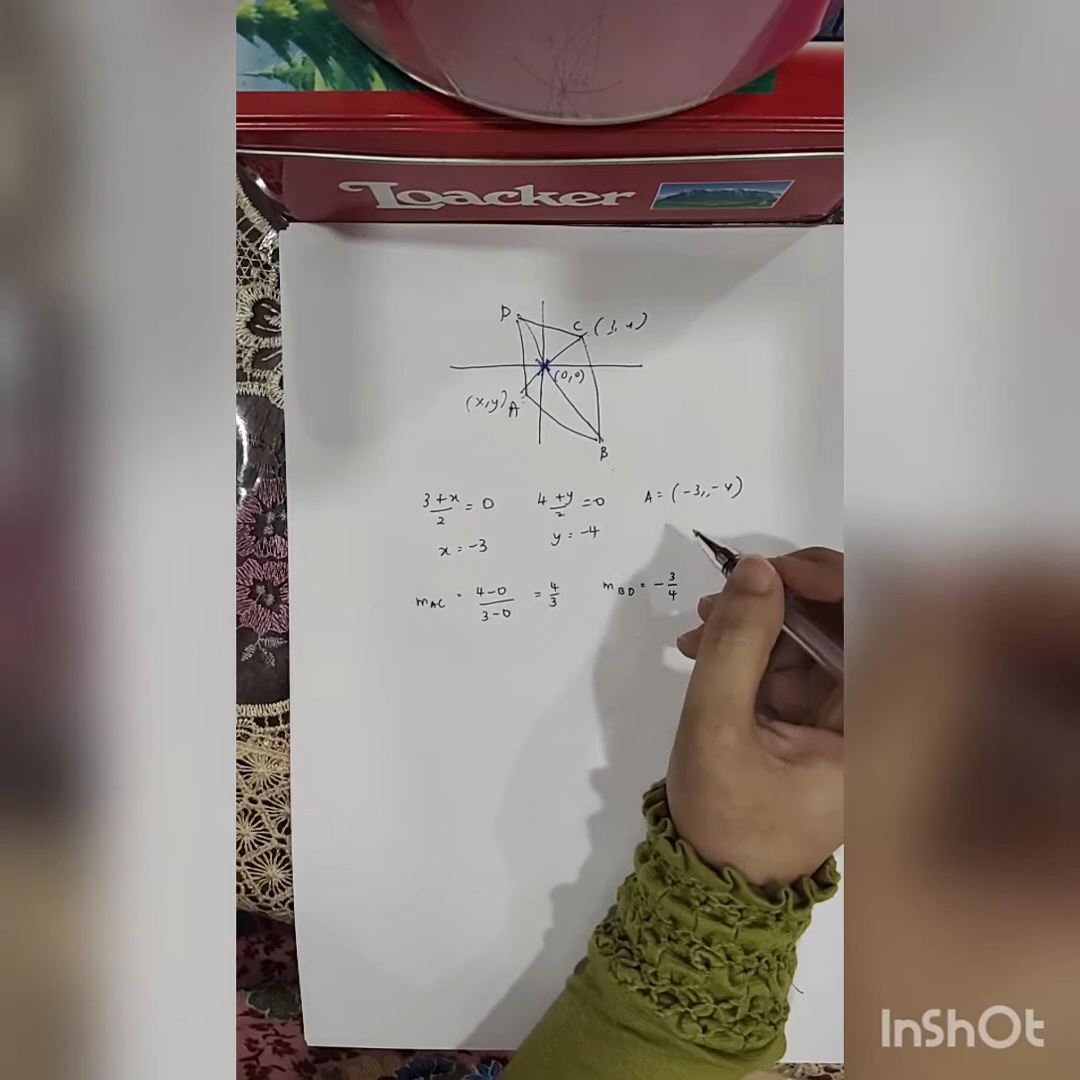 Loacker
D
C (3, 4)
(0,0)
(x,y) A
B
3+x/2 = 0 4+y/2 = 0 A = (-3, -4)
x = -3 y = -4
mAC = 4-0/3-0 = 4/3 mBD = -3/4
InShOt